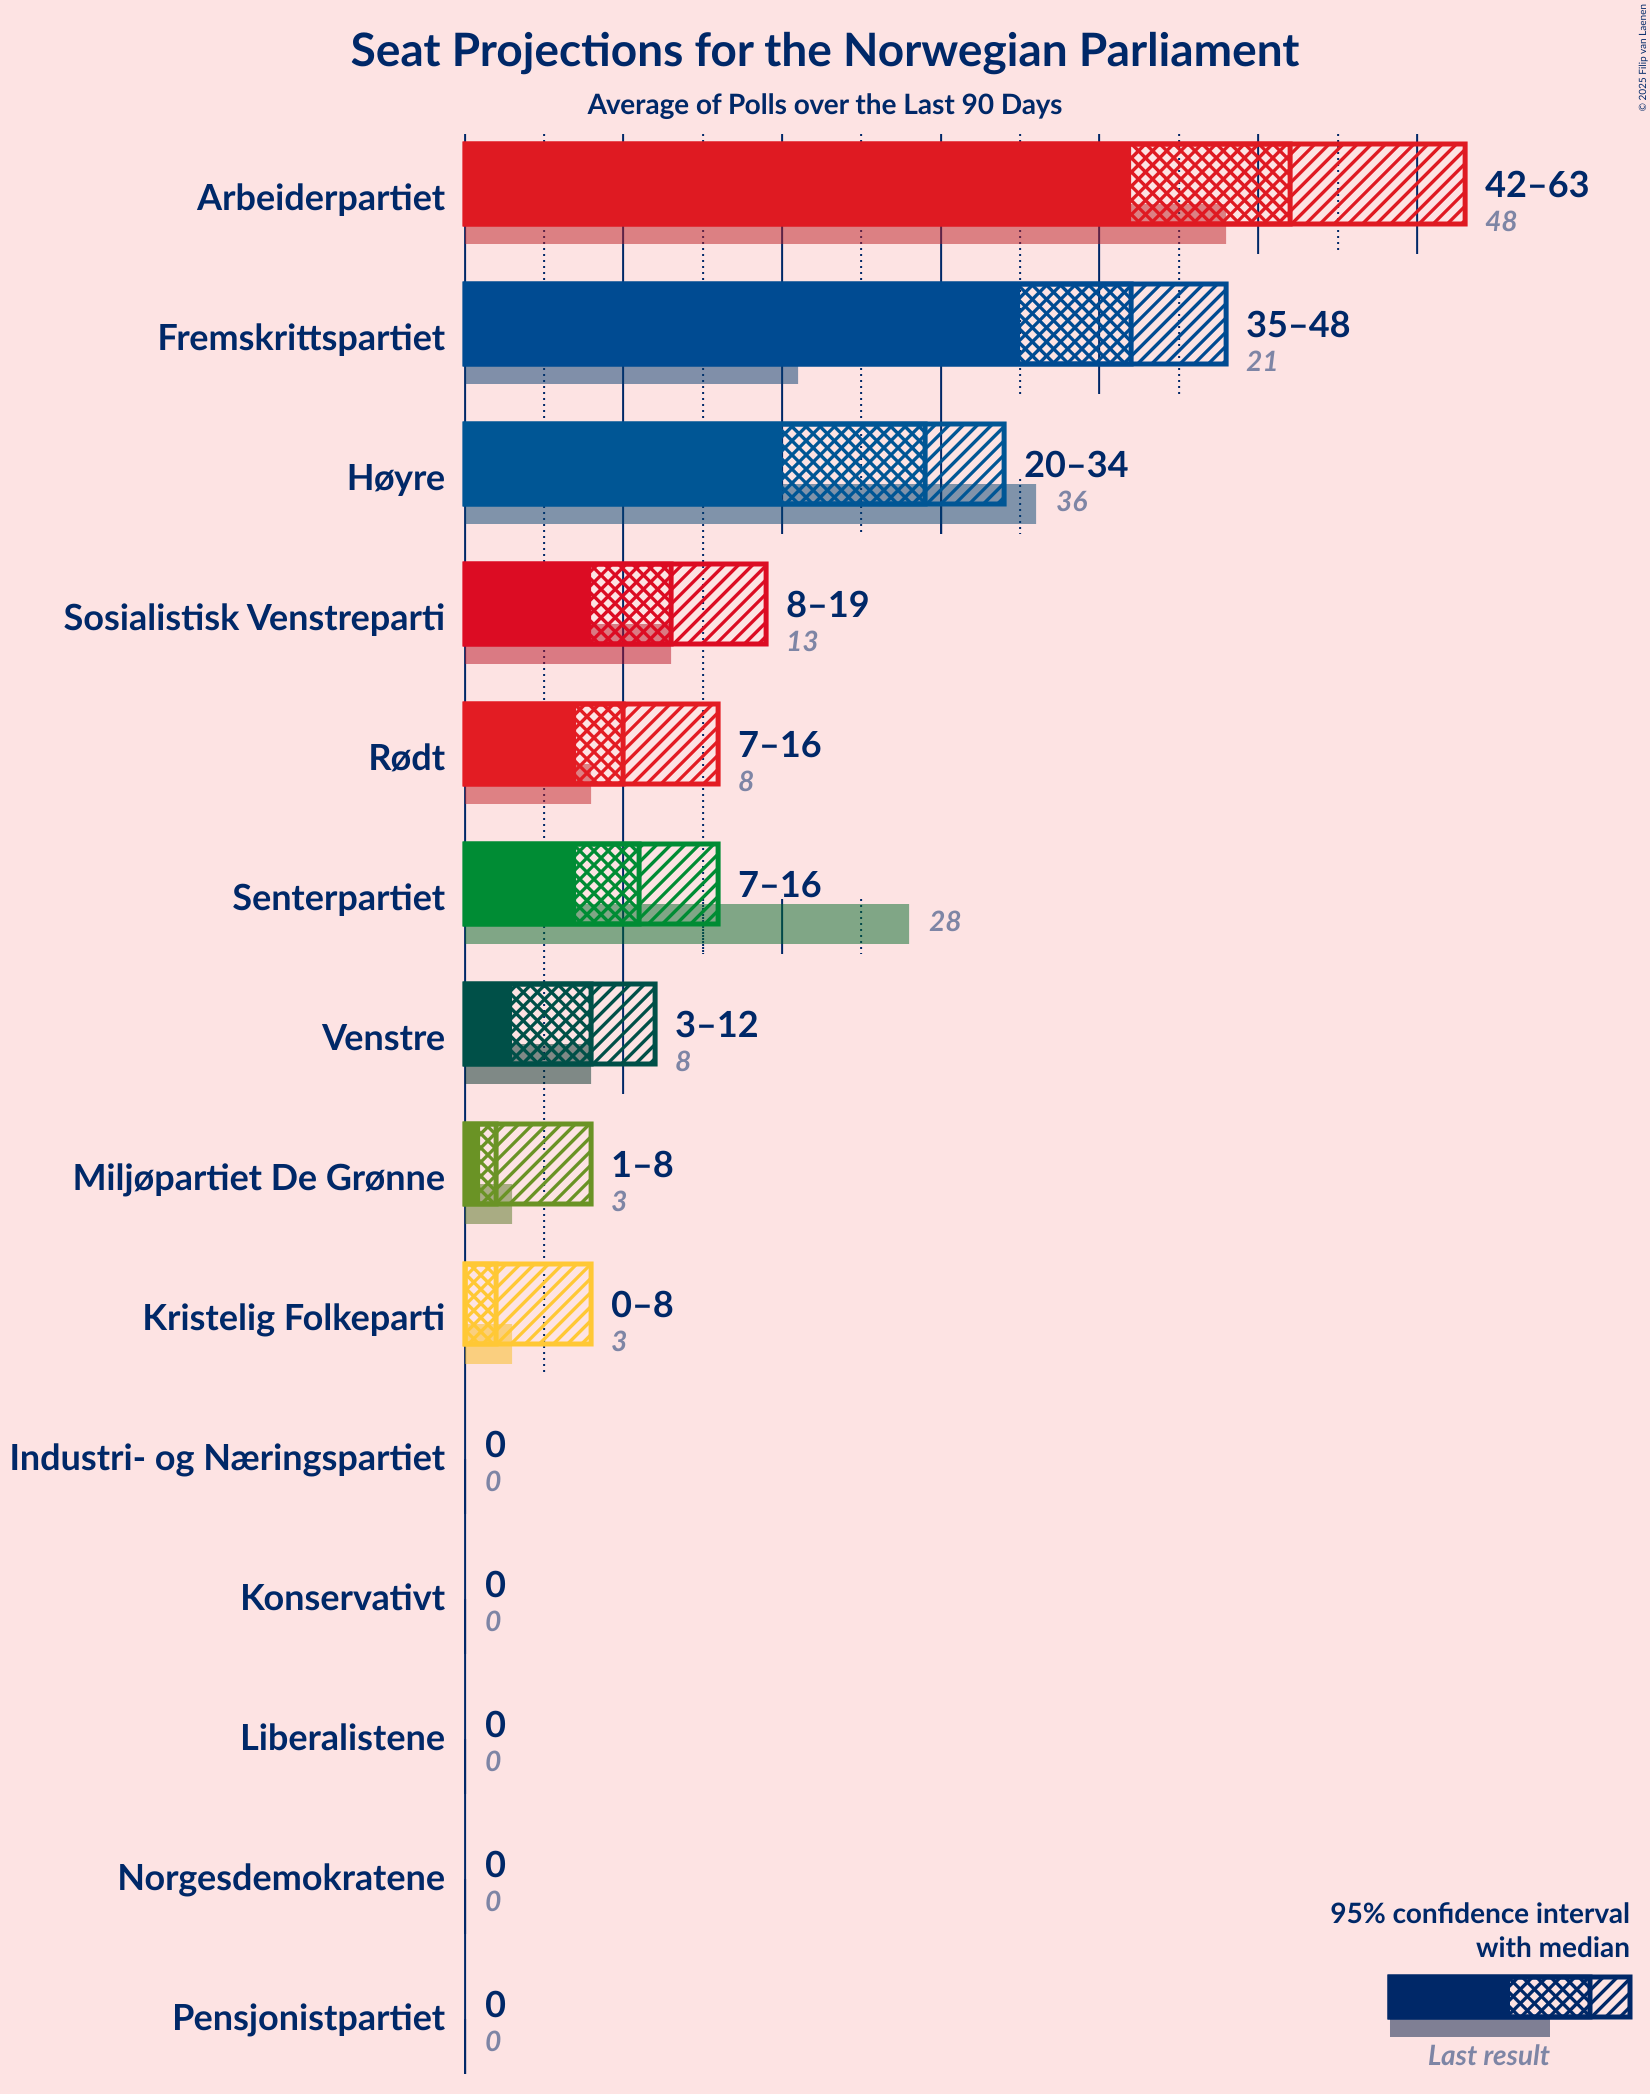 Seat Projections for the Norwegian Parliament
Average of Polls over the Last 90 Days
© 2025 Filip van Laenen
Arbeiderpartiet
42–63
48
Fremskrittspartiet
35–48
21
Høyre
20–34
36
Sosialistisk Venstreparti
8–19
13
Rødt
7–16
8
Senterpartiet
7–16
28
Venstre
3–12
8
Miljøpartiet De Grønne
1–8
3
Kristelig Folkeparti
0–8
3
Industri- og Næringspartiet
0
0
Konservativt
0
0
Liberalistene
0
0
Norgesdemokratene
0
0
Pensjonistpartiet
0
0
95% confidence interval
with median
Last result